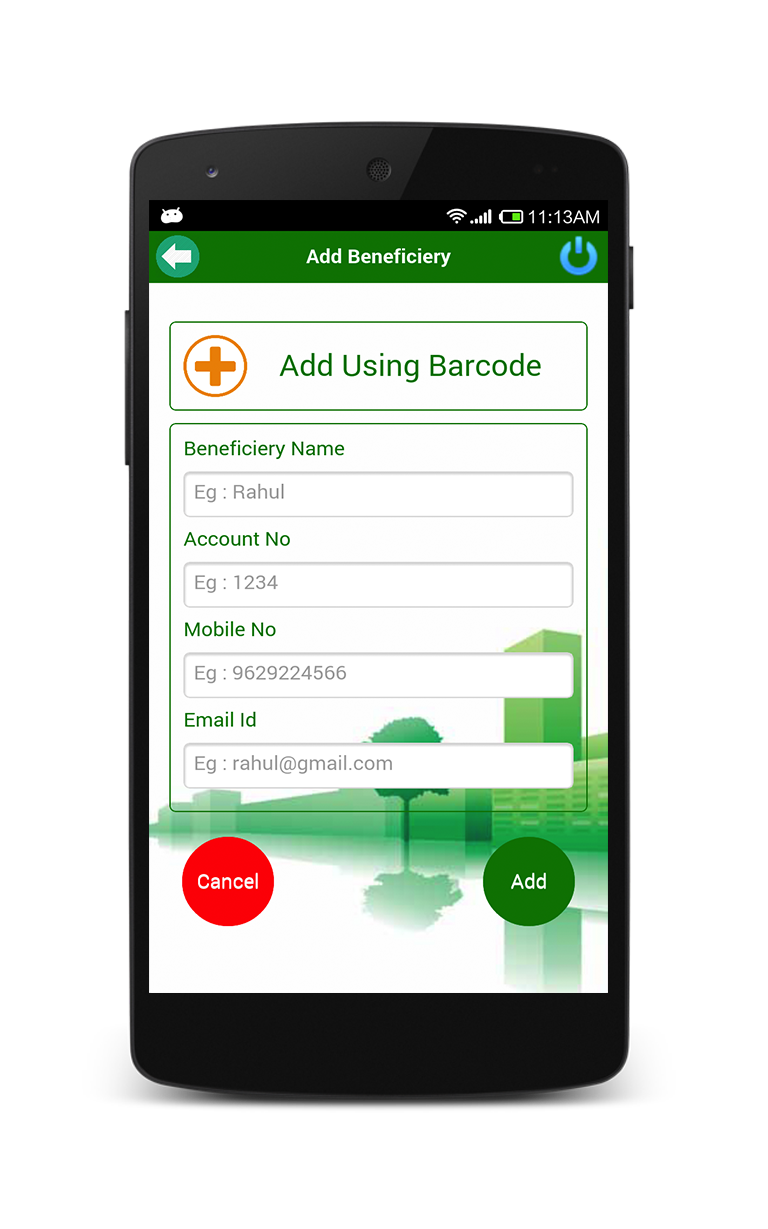 11:13AM
Add Beneficiery
Add Using Barcode
Beneficiery Name
Eg : Rahul
Account No
Eg : 1234
Mobile No
Eg : 9629224566
Email Id
Eg : rahul@gmail.com
Cancel
Add